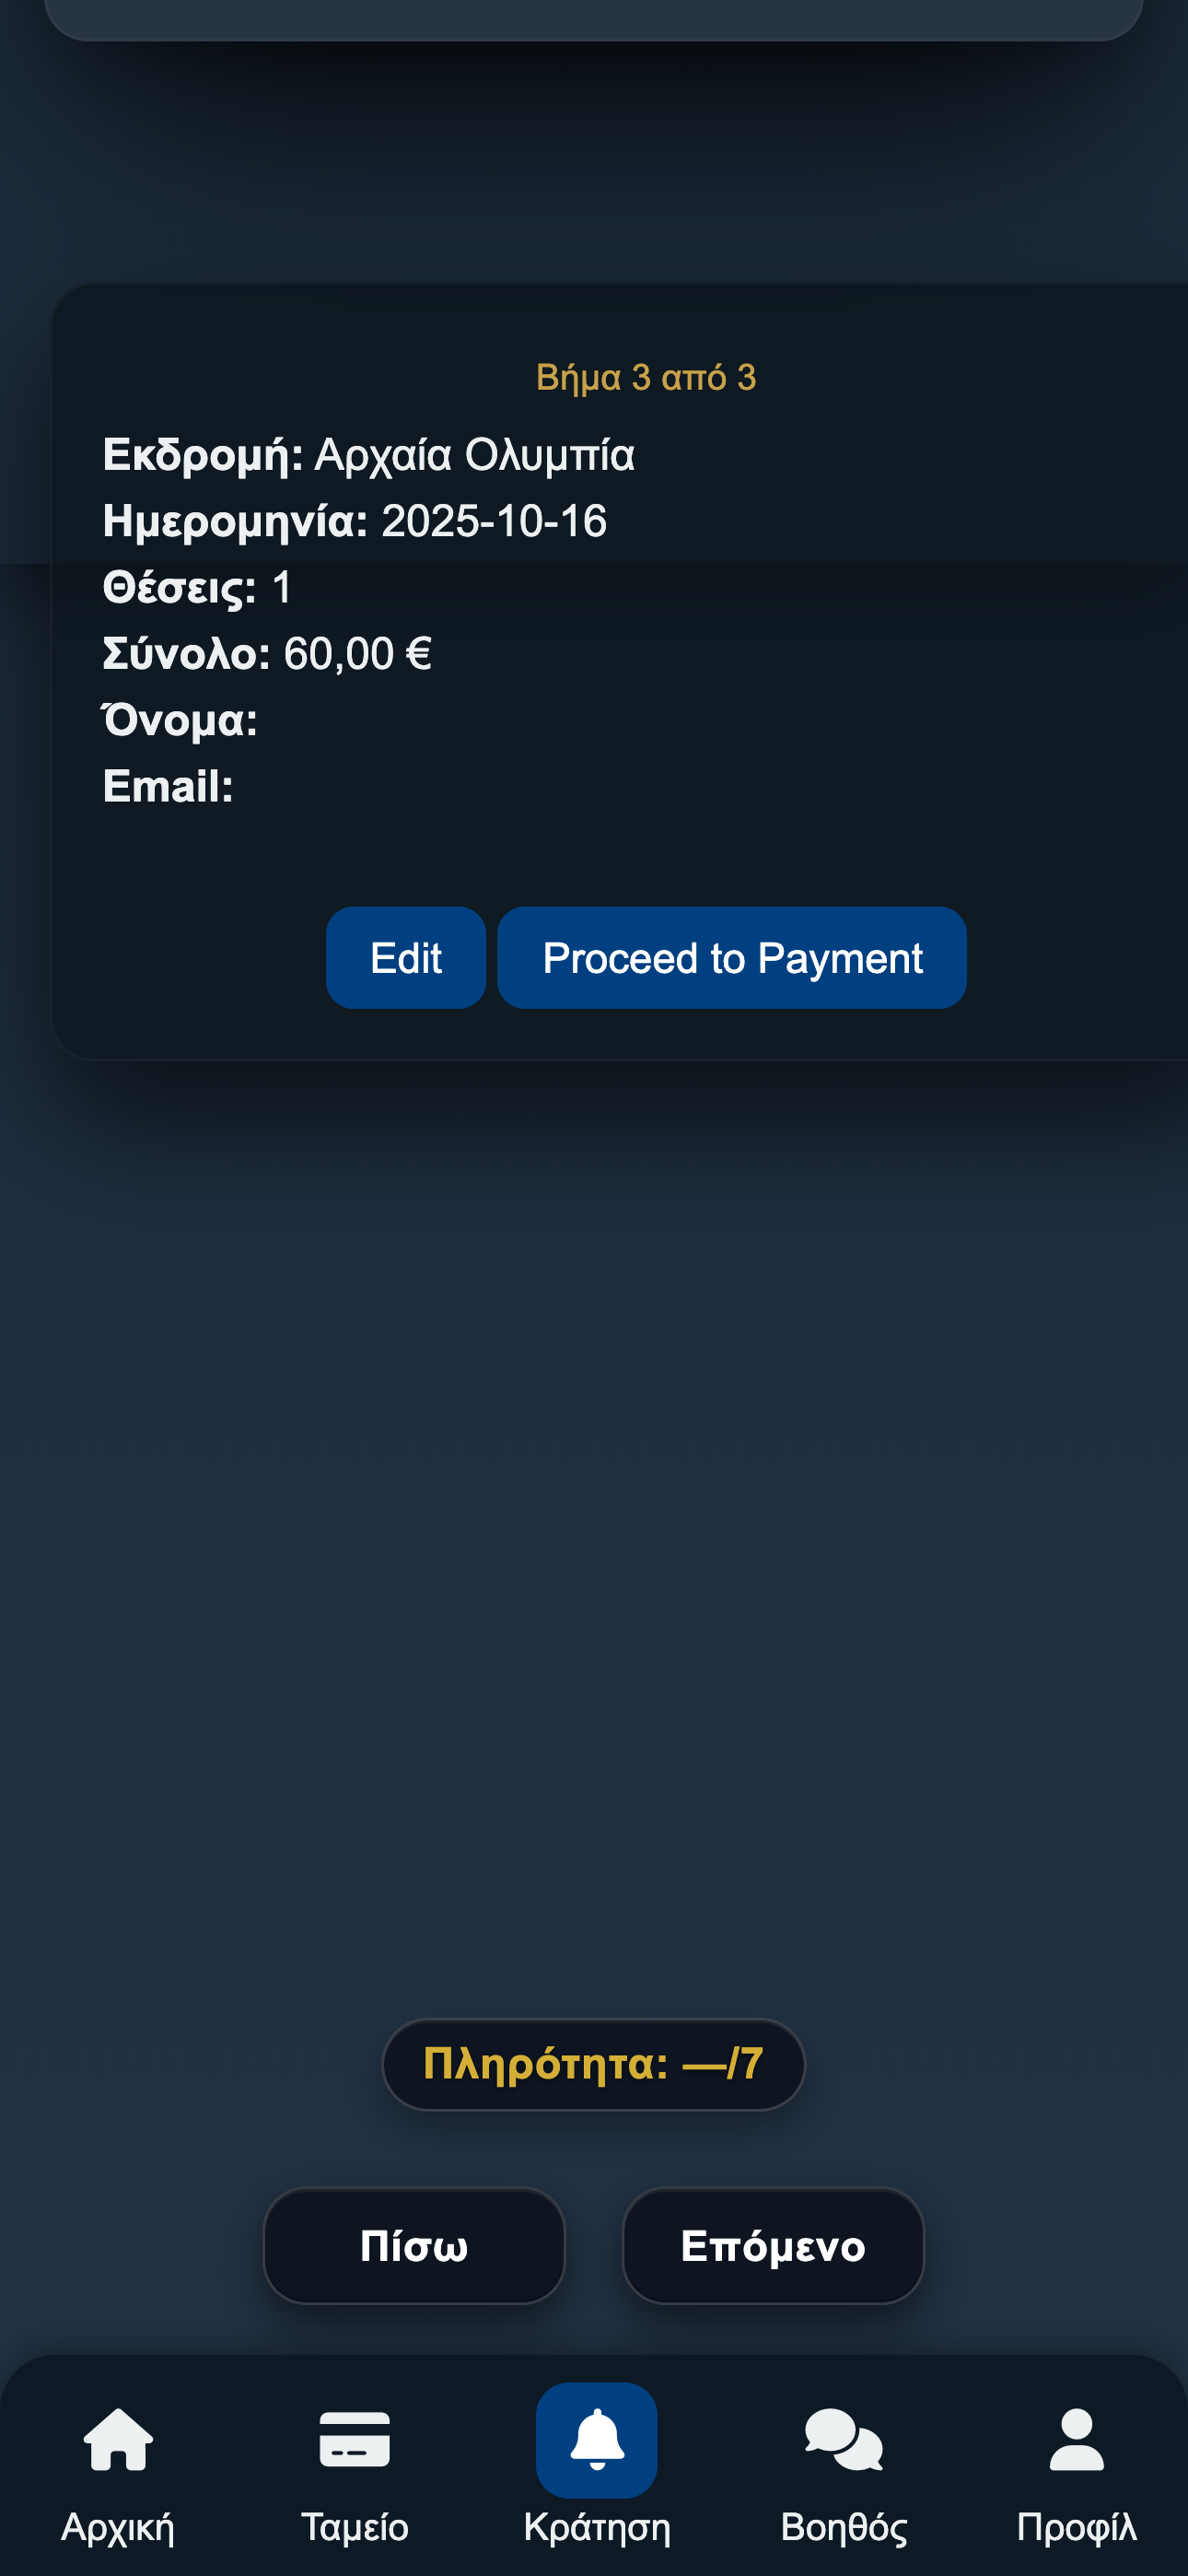 Βήμα 3 από 3
Εκδρομή: Αρχαία Ολυμπία
Ημερομηνία: 2025-10-16
Θέσεις: 1
Σύνολο: 60,00 €
Όνομα:
Email:
Edit
Proceed to Payment
Πληρότητα: —/7
Πίσω
Επόμενο
Αρχική
Ταμείο
Κράτηση
Βοηθός
Προφίλ